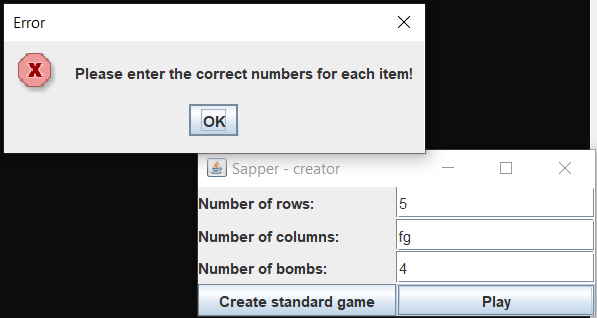 Error
Please enter the correct numbers for each item!
OK
Sapper - creator
Number of rows: 5
Number of columns: fg
Number of bombs: 4
Create standard game Play